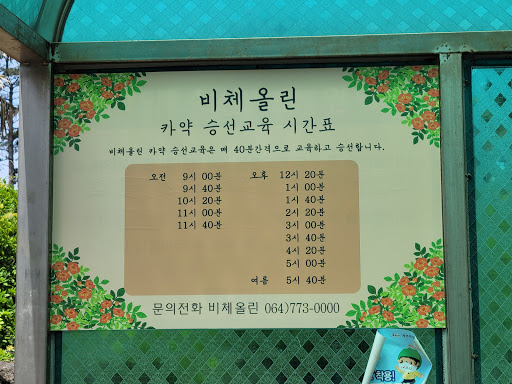 비체올린
카약 승선교육 시간표
비체올린 카약 승선교육은 매 40분간격으로 교육하고 승선합니다.
오전 9시 00분 오후 12시 20분
9시 40분 1시 00분
10시 20분 1시 40분
11시 00분 2시 20분
11시 40분 3시 00분
3시 40분
4시 20분
5시 00분
여름 5시 40분
문의전화 비체올린 064)773-0000
착용!